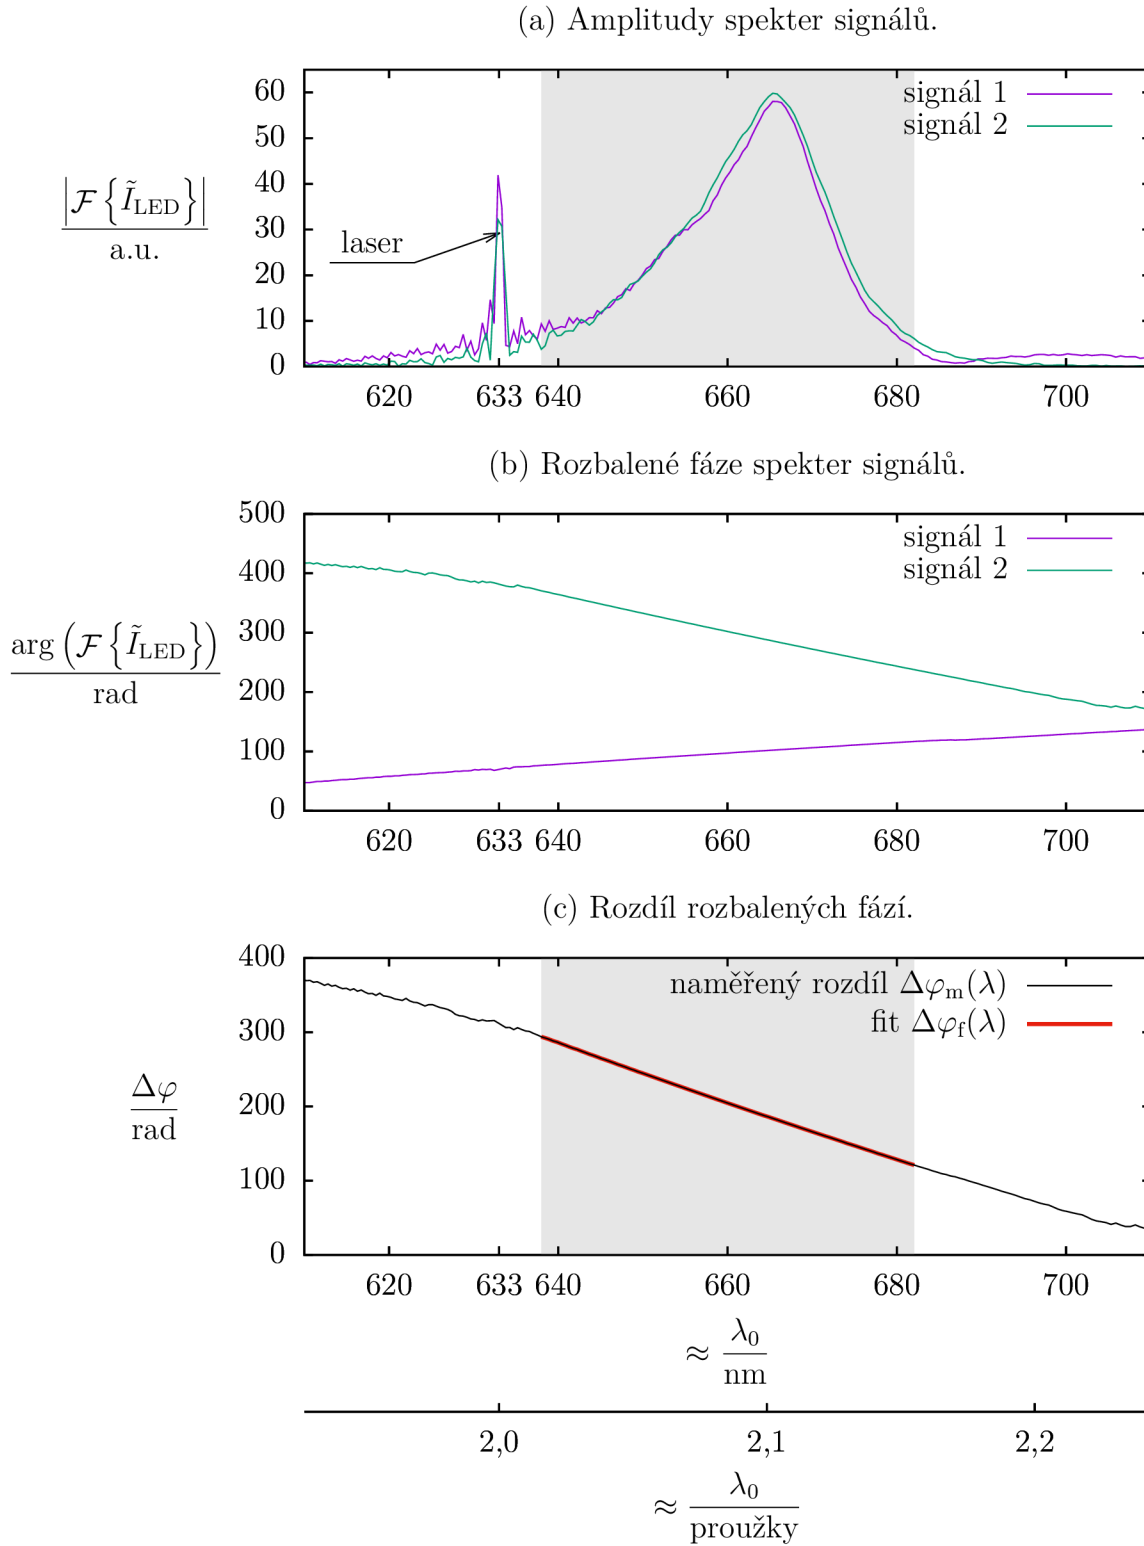 (a) Amplitudy spekter signálů.
|ℱ{Ĩ_LED}|
a.u.
60
50
40
30
20
10
0
signál 1
signál 2
laser
620 633 640 660 680 700
(b) Rozbalené fáze spekter signálů.
arg(ℱ{Ĩ_LED})
rad
500
400
300
200
100
0
signál 1
signál 2
620 633 640 660 680 700
(c) Rozdíl rozbalených fází.
Δφ
rad
400
300
200
100
0
naměřený rozdíl Δφ_m(λ)
fit Δφ_f(λ)
620 633 640 660 680 700
≈ λ_0
nm
2,0 2,1 2,2
≈ λ_0
proužky